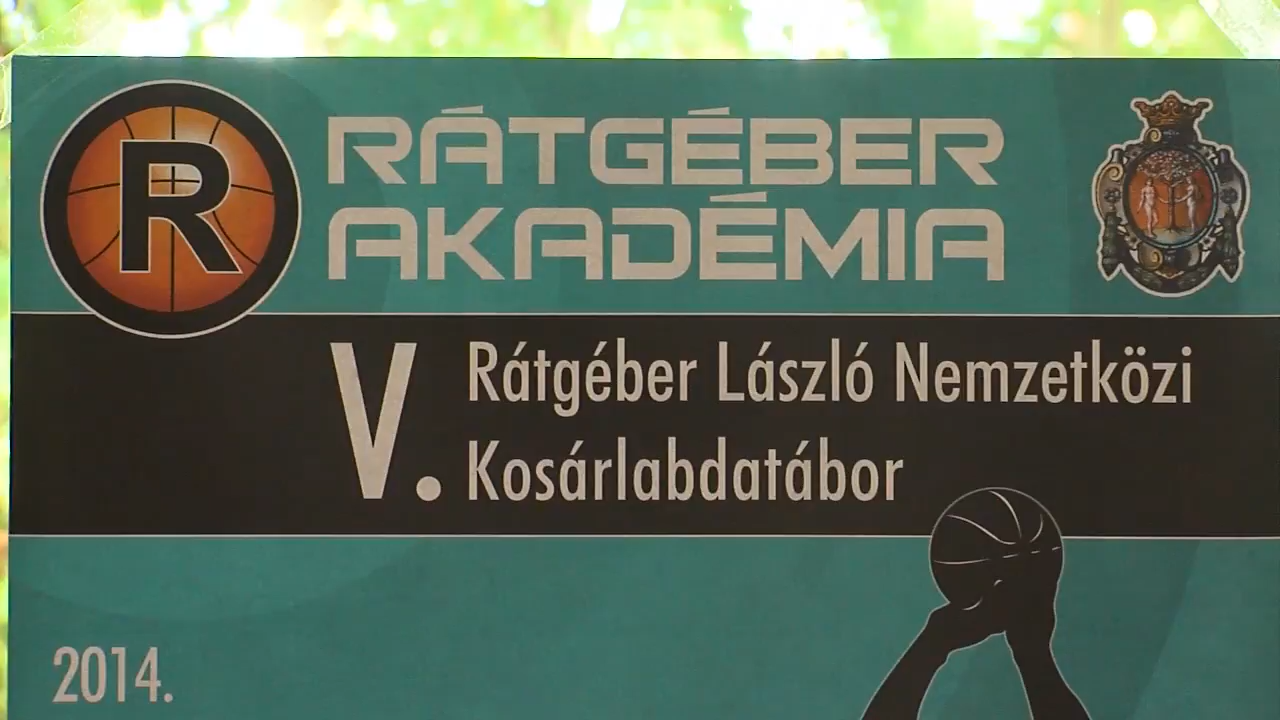 R
RÁTGÉBER
AKADÉMIA
V. Rátgéber László Nemzetközi
Kosárlabdatábor
2014.